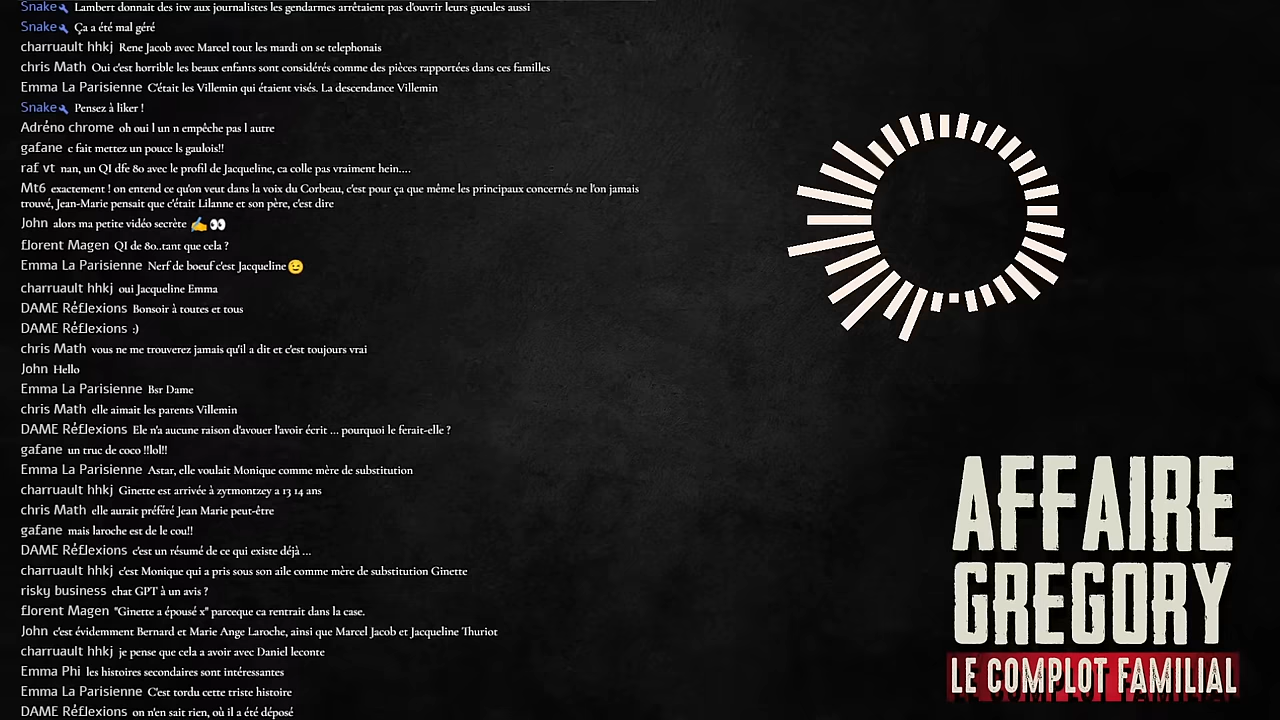 Snake Lambert donnait des itw aux journalistes les gendarmes arrêtaient pas d'ouvrir leurs gueules aussi
Snake Ça a été mal géré
charruault hhkj Rene Jacob avec Marcel tout les mardi on se telephonais
chris Math Oui c'est horrible les beaux enfants sont considérés comme des pièces rapportées dans ces familles
Emma La Parisienne C'était les Villemin qui étaient visés. La descendance Villemin
Snake Pensez à liker !
Adréno chrome oh oui l un n empêche pas l autre
gafane c fait mettez un pouce ls gaulois!!
raf vt nan, un QI dfe 80 avec le profil de Jacqueline, ca colle pas vraiment hein....
Mt6 exactement ! on entend ce qu'on veut dans la voix du Corbeau, c'est pour ça que même les principaux concernés ne l'on jamais
trouvé, Jean-Marie pensait que c'était Lilanne et son père, c'est dire
John alors ma petite vidéo secrète ✍️👀
florent Magen QI de 80..tant que cela ?
Emma La Parisienne Nerf de boeuf c'est Jacqueline😉
charruault hhkj oui Jacqueline Emma
DAME Réflexions Bonsoir à toutes et tous
DAME Réflexions :)
chris Math vous ne me trouverez jamais qu'il a dit et c'est toujours vrai
John Hello
Emma La Parisienne Bsr Dame
chris Math elle aimait les parents Villemin
DAME Réflexions Ele n'a aucune raison d'avouer l'avoir écrit ... pourquoi le ferait-elle ?
gafane un truc de coco !!lol!!
Emma La Parisienne Astar, elle voulait Monique comme mère de substitution
charruault hhkj Ginette est arrivée à zytmontzey a 13 14 ans
chris Math elle aurait préféré Jean Marie peut-être
gafane mais laroche est de le cou!!
DAME Réflexions c'est un résumé de ce qui existe déjà ...
charruault hhkj c'est Monique qui a pris sous son aile comme mère de substitution Ginette
risky business chat GPT à un avis ?
florent Magen "Ginette a épousé x" parceque ca rentrait dans la case.
John c'est évidemment Bernard et Marie Ange Laroche, ainsi que Marcel Jacob et Jacqueline Thuriot
charruault hhkj je pense que cela a avoir avec Daniel leconte
Emma Phi les histoires secondaires sont intéressantes
Emma La Parisienne C'est tordu cette triste histoire
DAME Réflexions on n'en sait rien, où il a été déposé
AFFAIRE
GREGORY
LE COMPLOT FAMILIAL